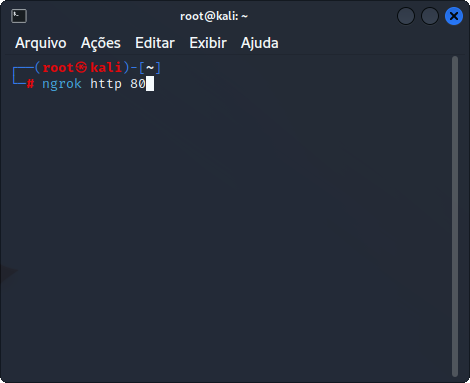 root@kali: ~
Arquivo Ações Editar Exibir Ajuda
┌──(root㉿kali)-[~]
└─# ngrok http 80